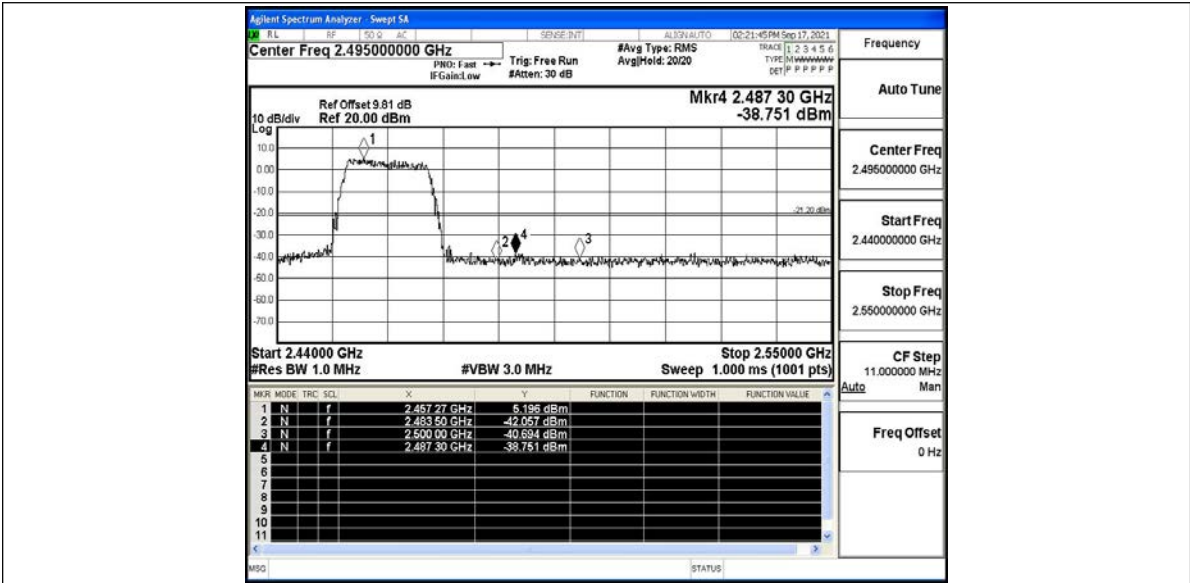 Agilent Spectrum Analyzer - Swept SA
RL RF 50 Ω AC SENSE:INT ALIGNAUTO 02:21:45 PM Sep 17, 2021
Center Freq 2.495000000 GHz
PNO: Fast
IFGain:Low
Trig: Free Run
#Atten: 30 dB
#Avg Type: RMS
Avg|Hold: 20/20
TRACE 1 2 3 4 5 6
TYPE M
DET P P P P P P
Mkr4 2.487 30 GHz
-38.751 dBm
Ref Offset 9.81 dB
10 dB/div Ref 20.00 dBm
Log
10.0
0.00
-10.0
-20.0
-30.0
-40.0
-50.0
-60.0
-70.0
1
2
4
3
-21.20 dBm
Start 2.44000 GHz Stop 2.55000 GHz
#Res BW 1.0 MHz #VBW 3.0 MHz Sweep 1.000 ms (1001 pts)
MKR MODE TRC SCL X Y FUNCTION FUNCTION WIDTH FUNCTION VALUE
1 N f 2.457 27 GHz 5.196 dBm
2 N f 2.483 50 GHz -42.057 dBm
3 N f 2.500 00 GHz -40.694 dBm
4 N f 2.487 30 GHz -38.751 dBm
5
6
7
8
9
10
11
MSG STATUS
Frequency
Auto Tune
Center Freq
2.495000000 GHz
Start Freq
2.440000000 GHz
Stop Freq
2.550000000 GHz
CF Step
11.000000 MHz
Auto Man
Freq Offset
0 Hz